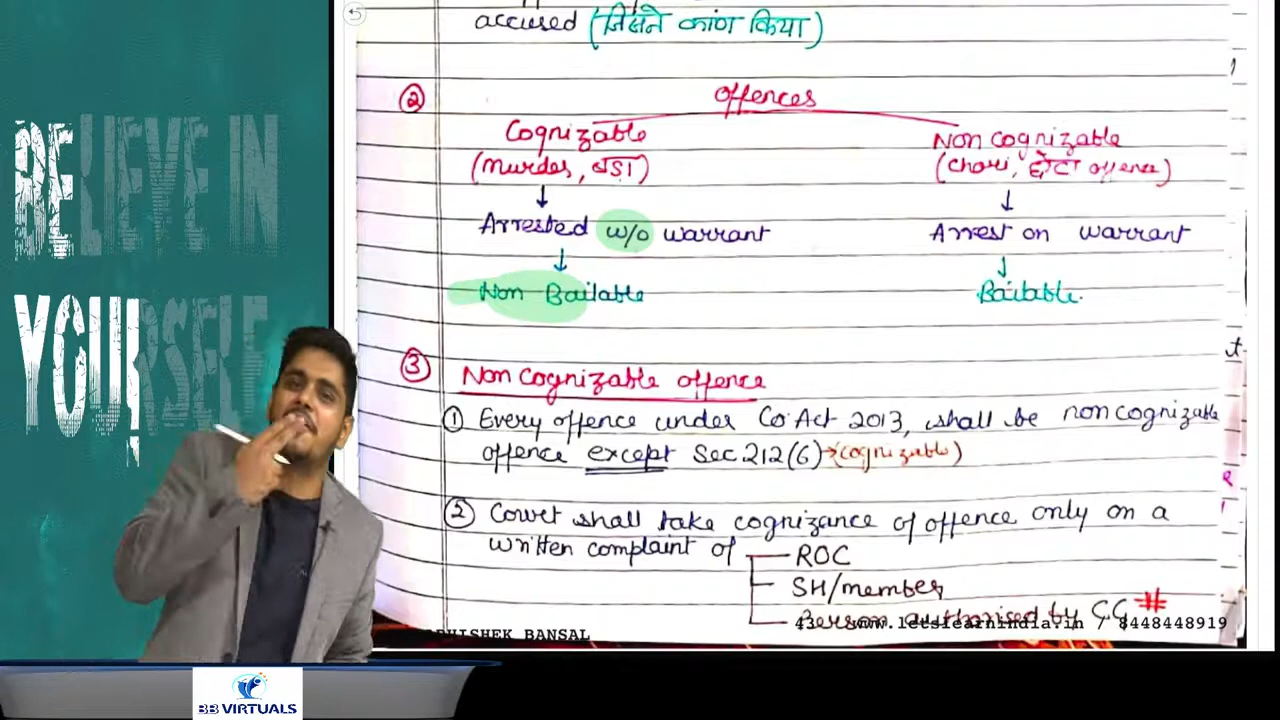 BELIEVE IN
YOURSELF
5
accused (जिसने कांण किया)
② Offences
Cognizable
(Murder, बड़ा)
↓
Arrested w/o warrant
↓
Non Bailable
Non cognizable
(Chori, छोटा offence)
↓
Arrest on warrant
↓
Bailable.
③ Non cognizable offence
① Every offence under Co Act 2013, shall be non cognizable
offence except Sec 212(6) → (cognizable)
② Court shall take cognizance of offence only on a
written complaint of
ROC
SH/member
Person authorised by C.G #
www.letslearnindia.in / 8448448919
BANSAL
BB VIRTUALS